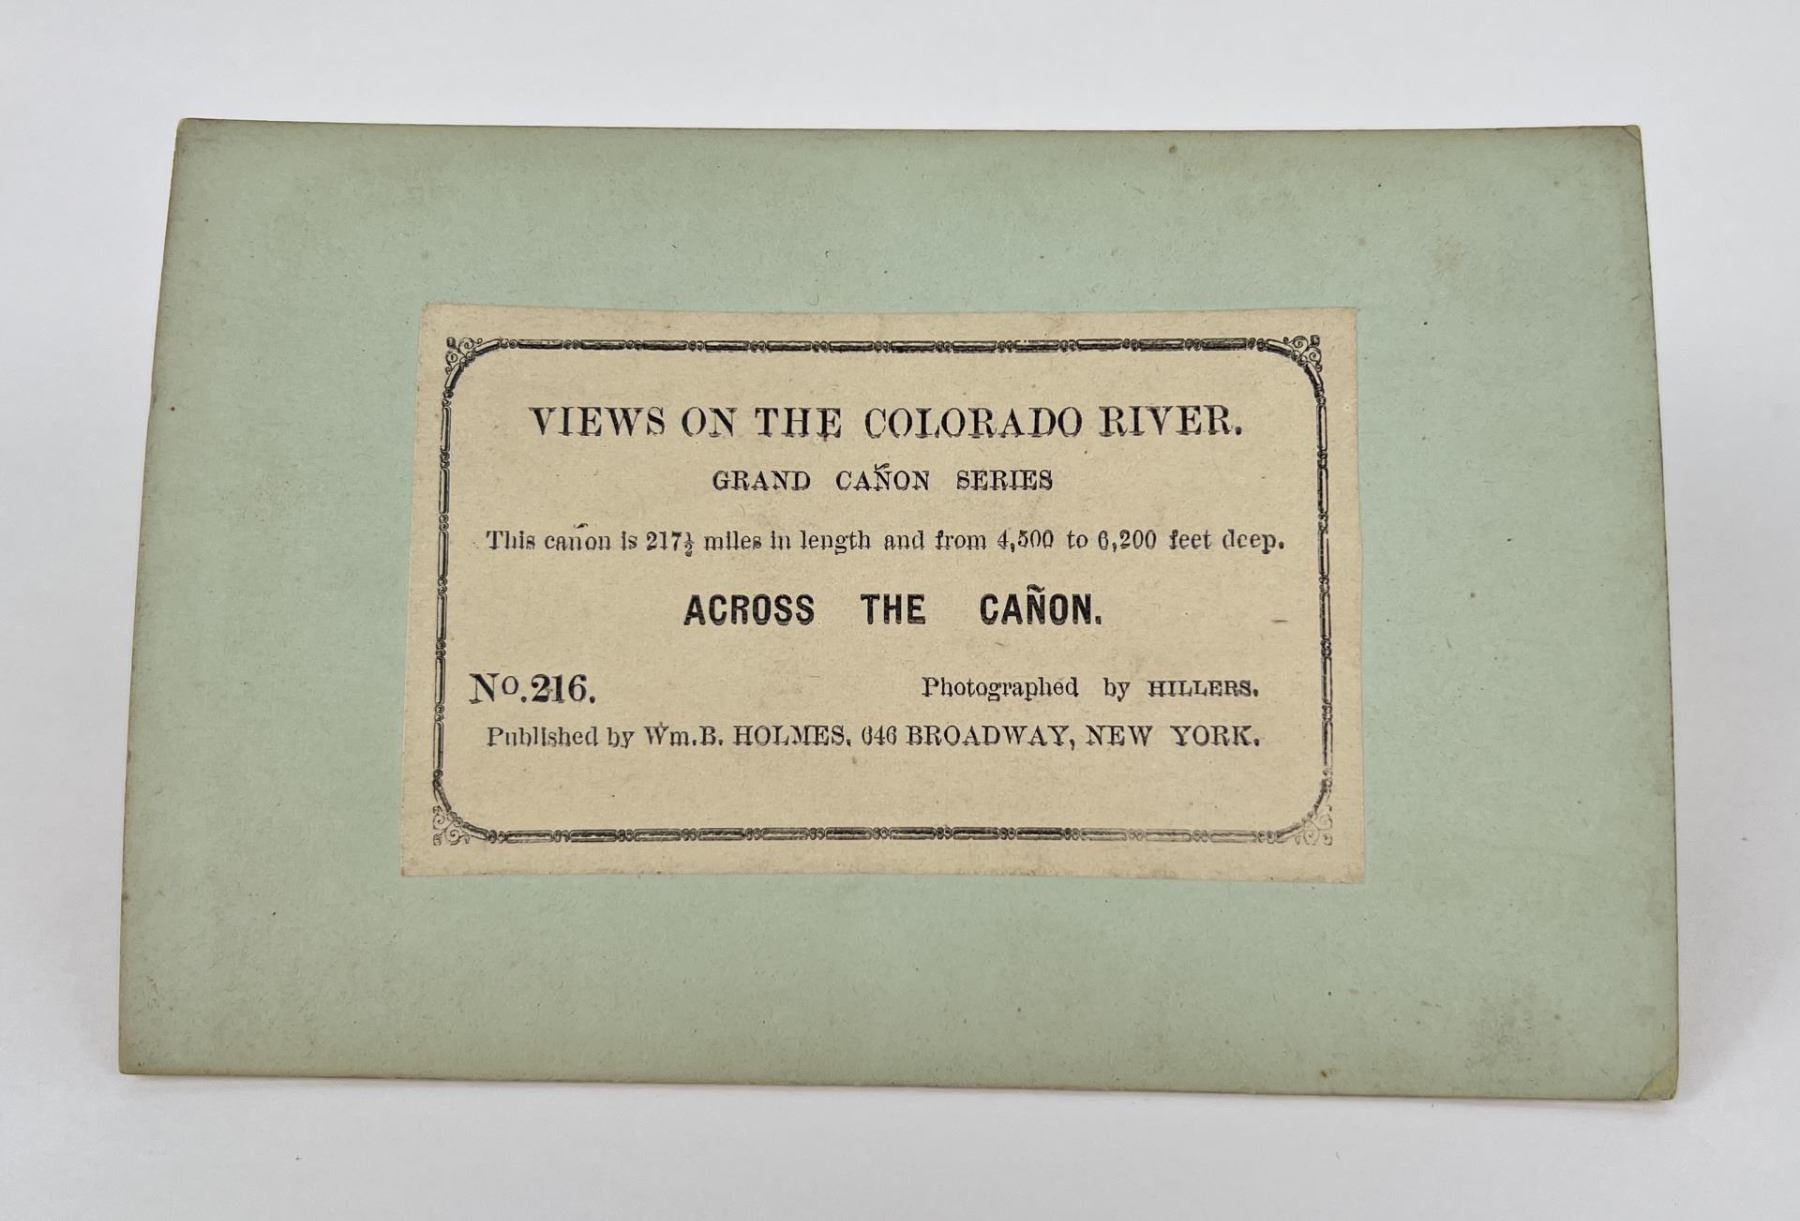 VIEWS ON THE COLORADO RIVER.
GRAND CAÑON SERIES
This cañon is 217½ miles in length and from 4,500 to 6,200 feet deep.
ACROSS THE CAÑON.
No. 216. Photographed by HILLERS.
Published by Wm. B. HOLMES, 646 BROADWAY, NEW YORK.